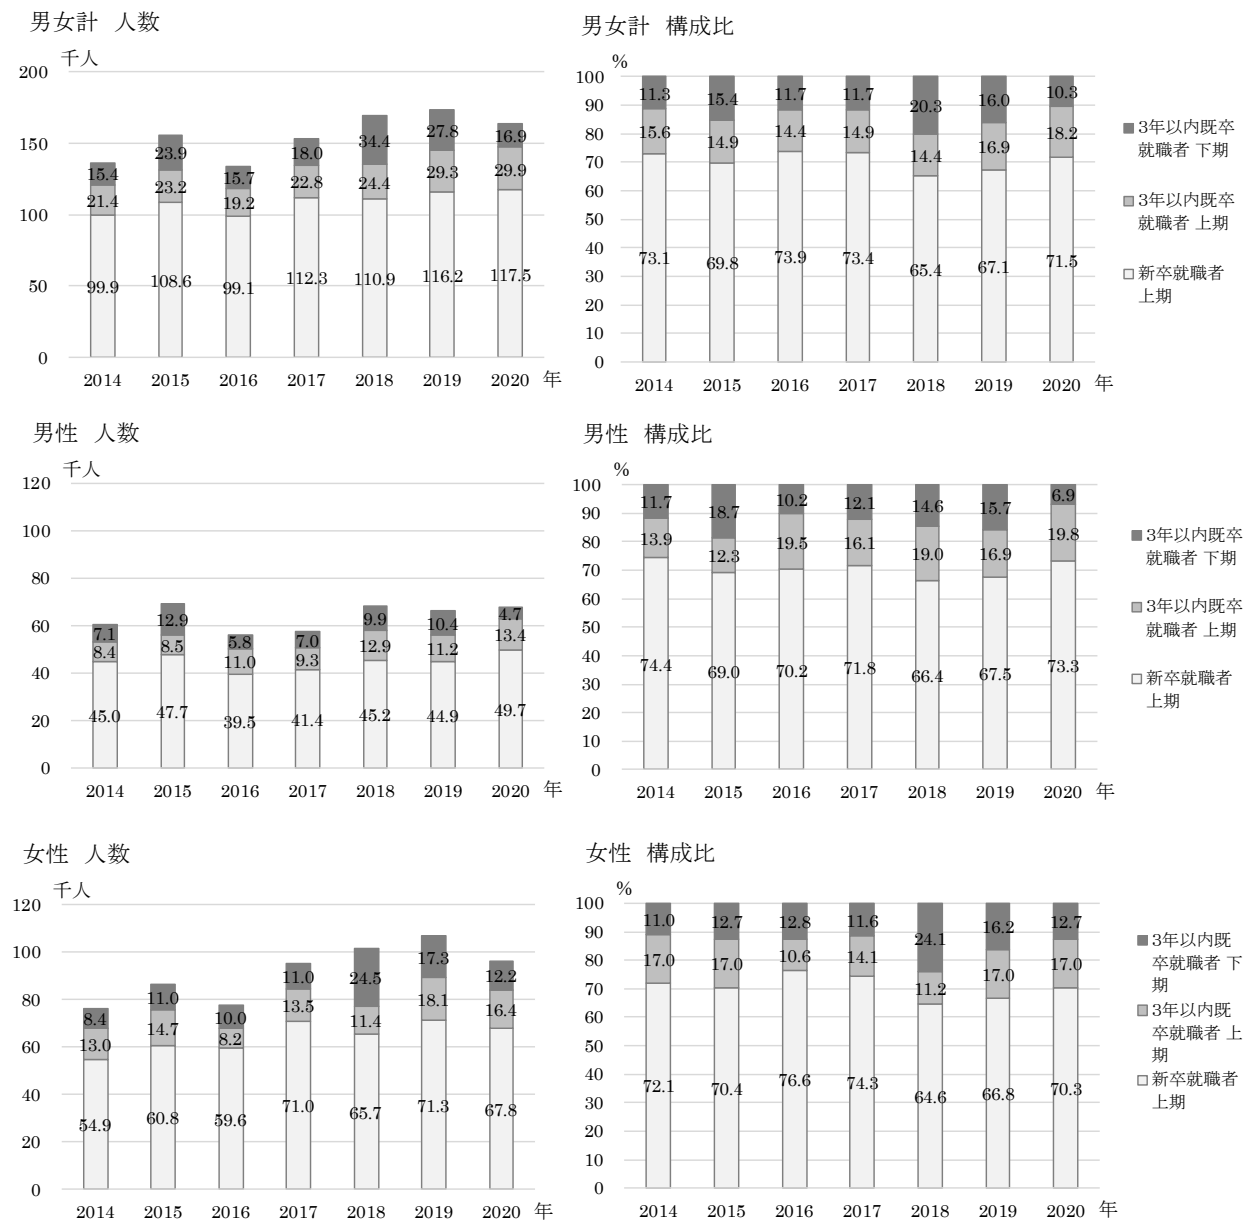 男女計 人数
千人
200
150
100
50
0
15.4 23.9 15.7 18.0 34.4 27.8 16.9
21.4 23.2 19.2 22.8 24.4 29.3 29.9
99.9 108.6 99.1 112.3 110.9 116.2 117.5
2014 2015 2016 2017 2018 2019 2020 年
男女計 構成比
%
100
90
80
70
60
50
40
30
20
10
0
11.3 15.4 11.7 11.7 20.3 16.0 10.3
15.6 14.9 14.4 14.9 14.4 16.9 18.2
73.1 69.8 73.9 73.4 65.4 67.1 71.5
2014 2015 2016 2017 2018 2019 2020 年
3年以内既卒
就職者 下期
3年以内既卒
就職者 上期
新卒就職者
上期
男性 人数
千人
120
100
80
60
40
20
0
7.1 12.9 5.8 7.0 9.9 10.4 4.7
8.4 8.5 11.0 9.3 12.9 11.2 13.4
45.0 47.7 39.5 41.4 45.2 44.9 49.7
2014 2015 2016 2017 2018 2019 2020 年
男性 構成比
%
100
90
80
70
60
50
40
30
20
10
0
11.7 18.7 10.2 12.1 14.6 15.7 6.9
13.9 12.3 19.5 16.1 19.0 16.9 19.8
74.4 69.0 70.2 71.8 66.4 67.5 73.3
2014 2015 2016 2017 2018 2019 2020 年
3年以内既卒
就職者 下期
3年以内既卒
就職者 上期
新卒就職者
上期
女性 人数
千人
120
100
80
60
40
20
0
8.4 11.0 10.0 11.0 24.5 17.3 12.2
13.0 14.7 8.2 13.5 11.4 18.1 16.4
54.9 60.8 59.6 71.0 65.7 71.3 67.8
2014 2015 2016 2017 2018 2019 2020 年
女性 構成比
%
100
90
80
70
60
50
40
30
20
10
0
11.0 12.7 12.8 11.6 24.1 16.2 12.7
17.0 17.0 10.6 14.1 11.2 17.0 17.0
72.1 70.4 76.6 74.3 64.6 66.8 70.3
2014 2015 2016 2017 2018 2019 2020 年
3年以内既
卒就職者 下
期
3年以内既
卒就職者 上
期
新卒就職者
上期